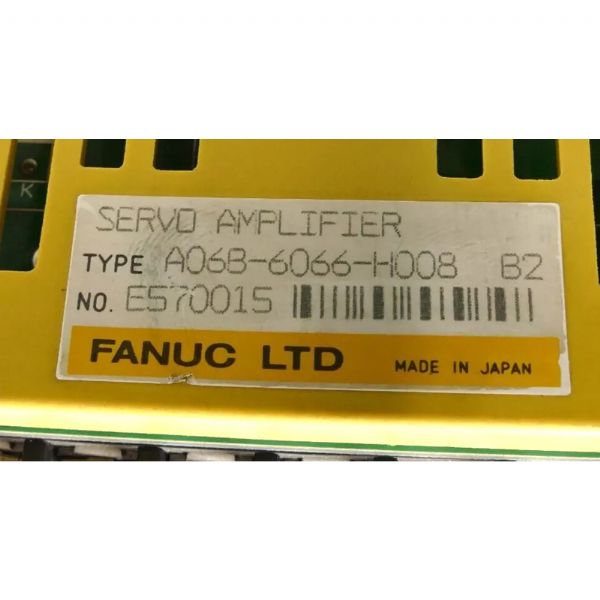 K
SERVO AMPLIFIER
TYPE A06B-6066-H008 B2
NO. E570015
FANUC LTD MADE IN JAPAN